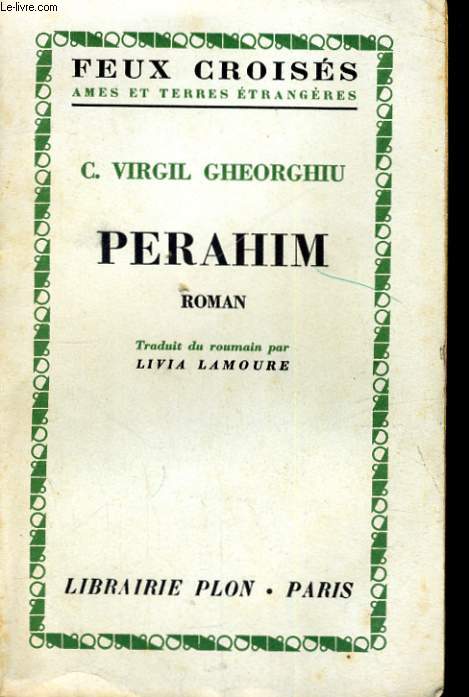 Le-livre.com
FEUX CROISÉS
AMES ET TERRES ÉTRANGÈRES
C. VIRGIL GHEORGHIU
PERAHIM
ROMAN
Traduit du roumain par
LIVIA LAMOURE
LIBRAIRIE PLON • PARIS